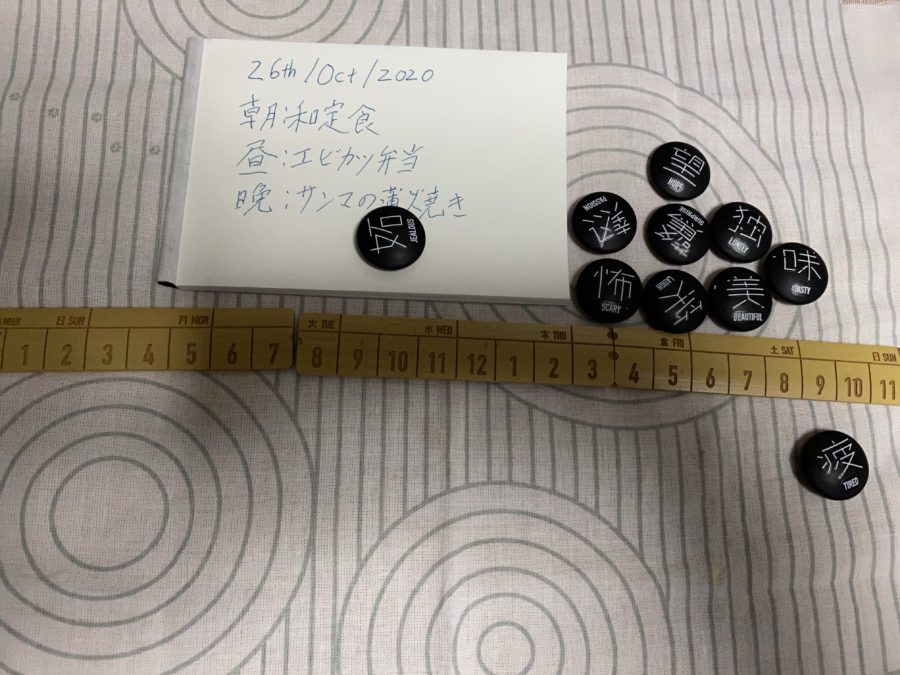 26th/Oct/2020
朝:和定食
昼:エビカツ弁当
晩:サンマの蒲焼き
妬 JEALOUS
望 HOPE
PASSION
SURPRISE
独 LONELY
味 TASTY
怖 SCARY
笑 LAUGH
美 BEAUTIFUL
WEEK 日 SUN 月 MON 火 TUE 水 WED 木 THU 金 FRI 土 SAT 日 SUN
1 2 3 4 5 6 7 8 9 10 11 12 1 2 3 4 5 6 7 8 9 10 11
疲 TIRED